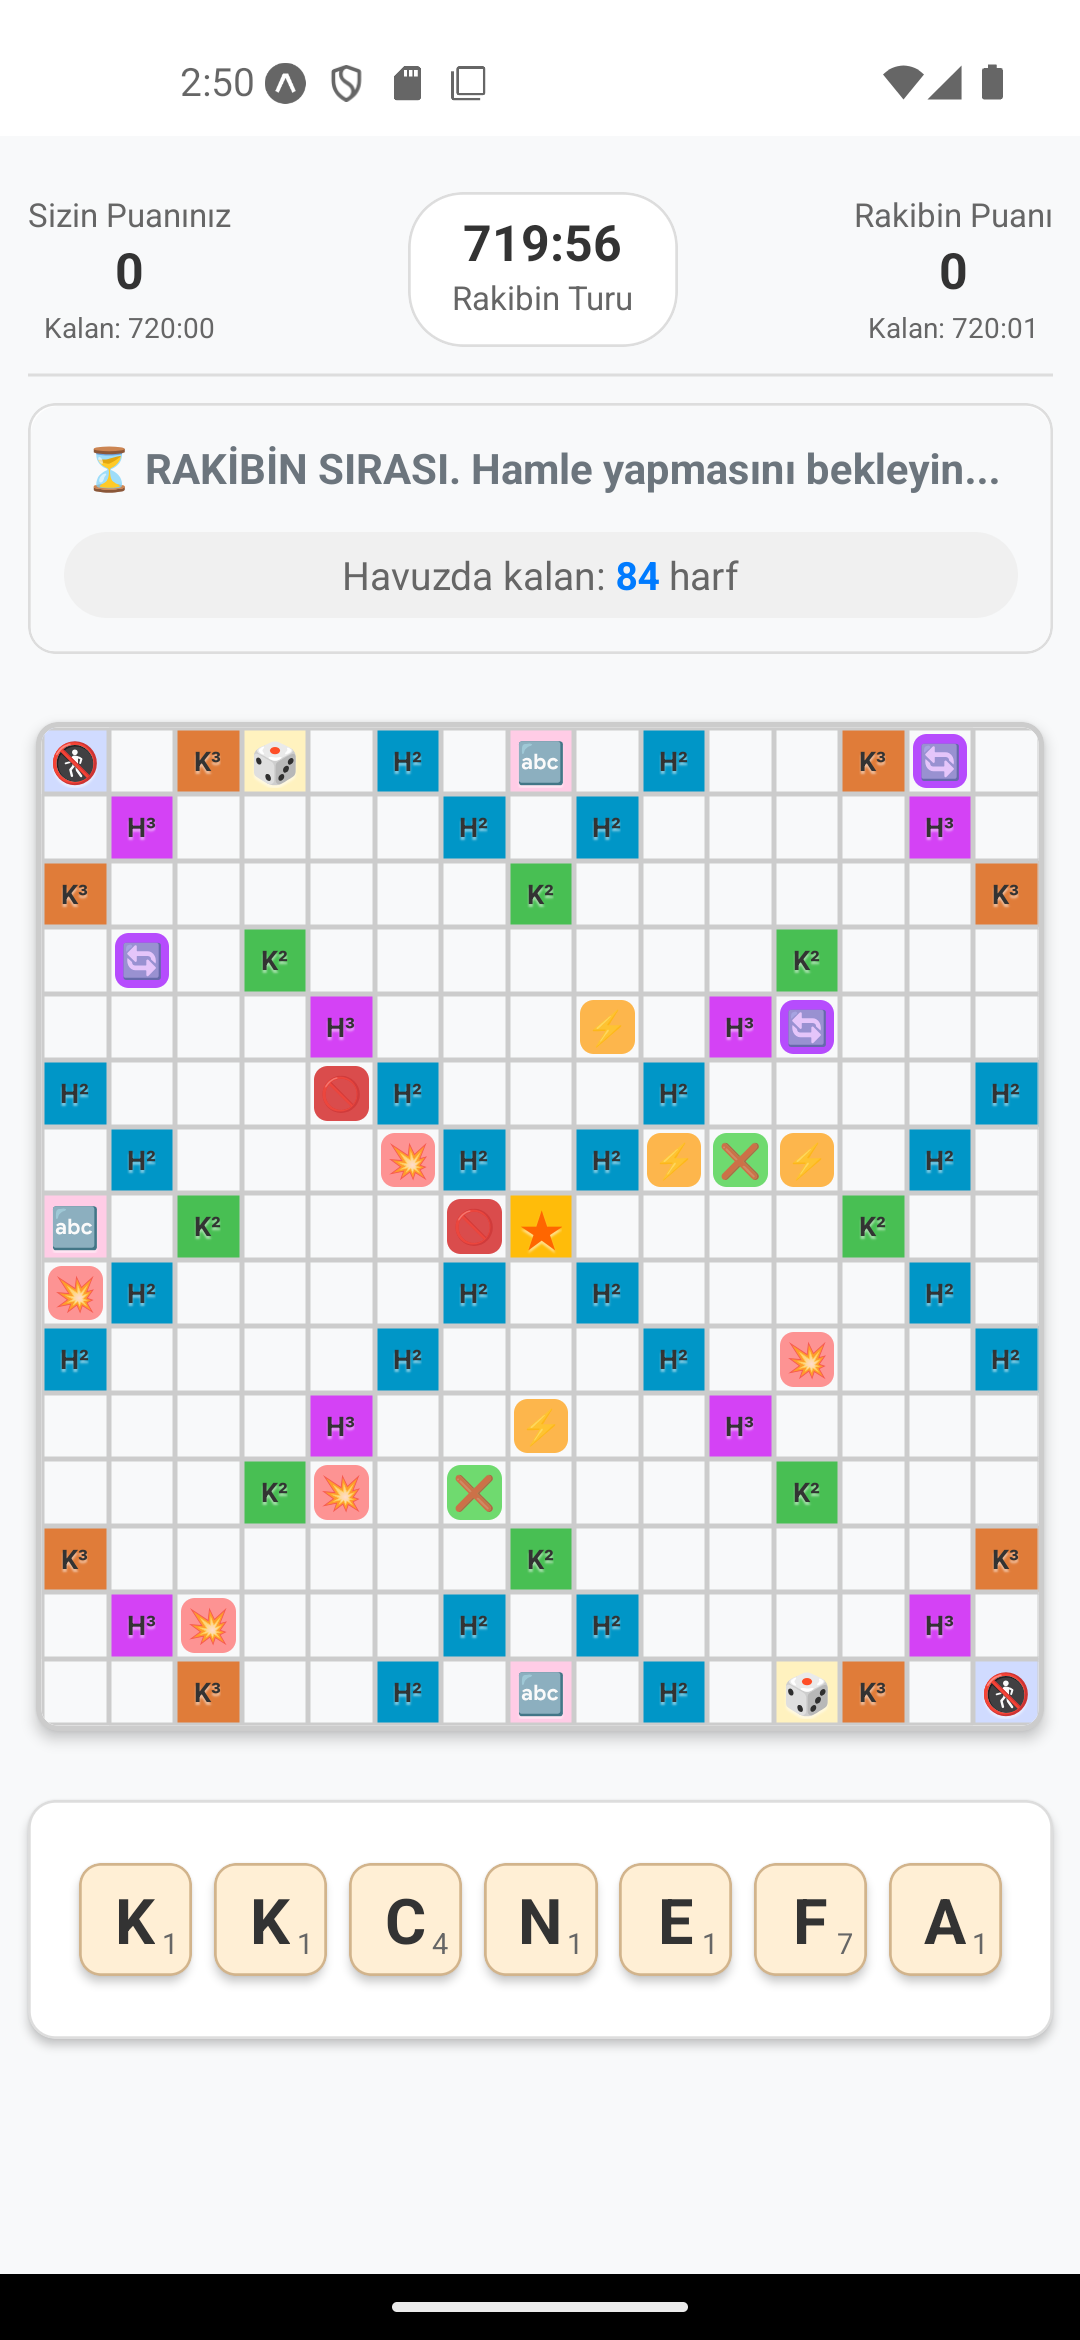 2:50
Sizin Puanınız
0
Kalan: 720:00
719:56
Rakibin Turu
Rakibin Puanı
0
Kalan: 720:01
⏳ RAKİBİN SIRASI. Hamle yapmasını bekleyin...
Havuzda kalan: 84 harf
K³ H² abc H² K³
H³ H² H² H³
K³ K² K³
K² K²
H³ H³
H² H² H² H²
H² H² H² H²
abc K² K²
H² H² H² H²
H² H² H² H²
H³ H³
K² K²
K³ K² K³
H³ H² H² H³
K³ H² abc H² K³
K1 K1 C4 N1 E1 F7 A1